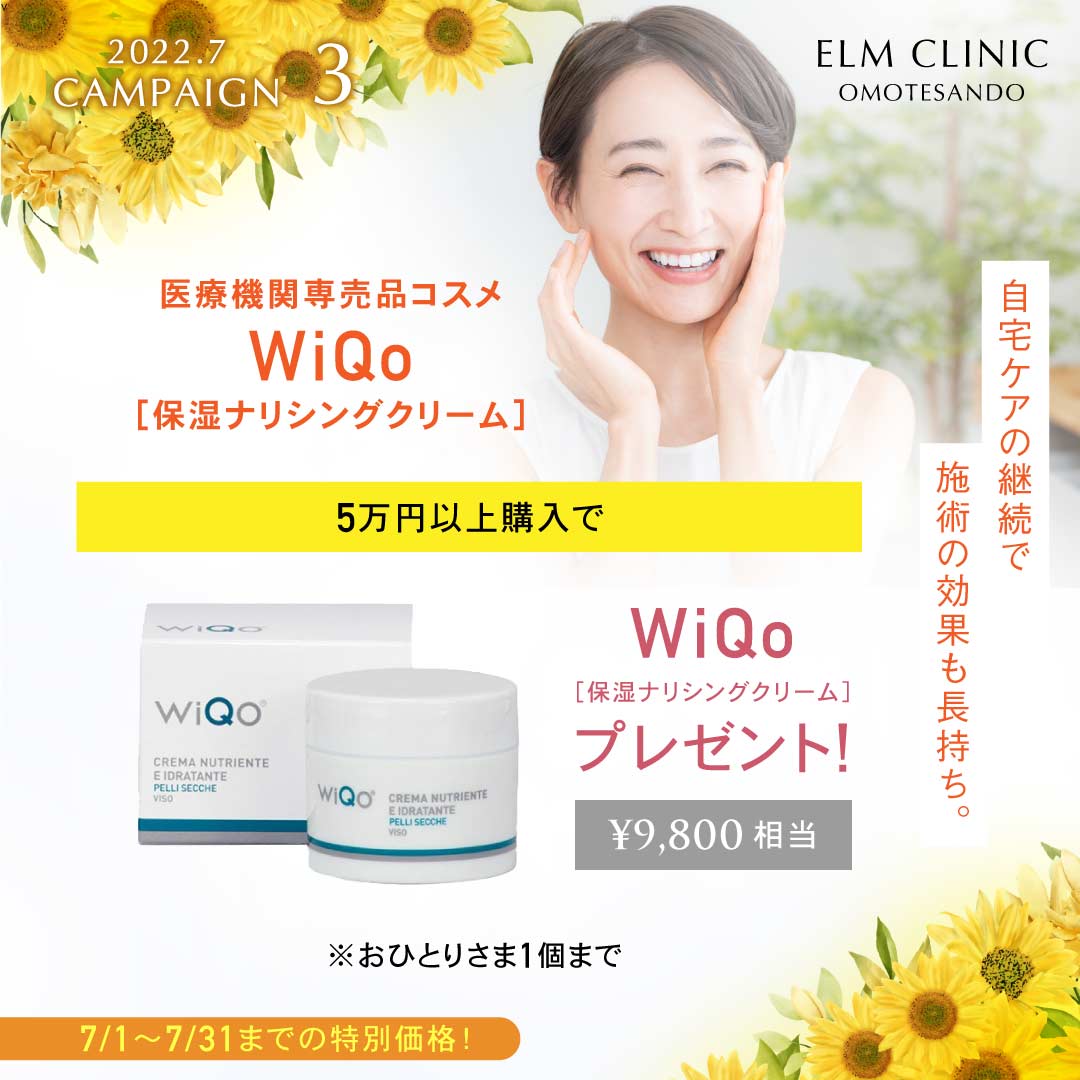 2022.7
CAMPAIGN 3
ELM CLINIC
OMOTESANDO
医療機関専売品コスメ
WiQo
［保湿ナリシングクリーム］
自宅ケアの継続で
施術の効果も長持ち。
5万円以上購入で
WiQo
［保湿ナリシングクリーム］
プレゼント!
¥9,800 相当
WiQo®
WiQo®
CREMA NUTRIENTE
E IDRATANTE
PELLI SECCHE
VISO
WiQo®
CREMA NUTRIENTE
E IDRATANTE
PELLI SECCHE
VISO
※おひとりさま1個まで
7/1～7/31までの特別価格!